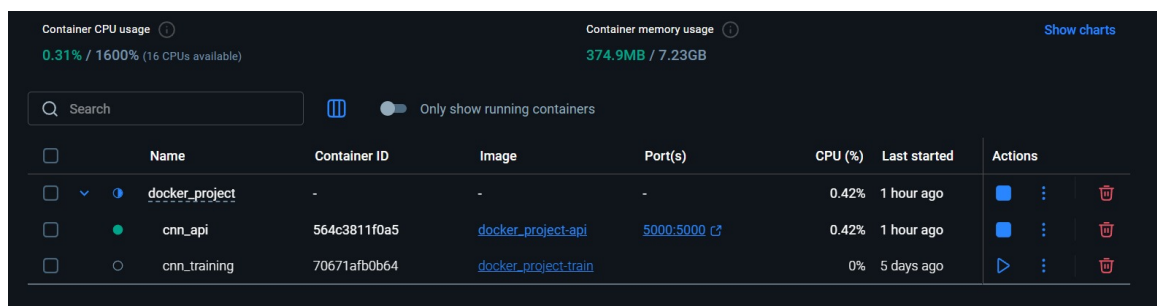 Container CPU usage Container memory usage Show charts
0.31% / 1600% (16 CPUs available) 374.9MB / 7.23GB
Search Only show running containers
Name Container ID Image Port(s) CPU (%) Last started Actions
docker_project - - - 0.42% 1 hour ago
cnn_api 564c3811f0a5 docker_project-api 5000:5000 0.42% 1 hour ago
cnn_training 70671afb0b64 docker_project-train 0% 5 days ago